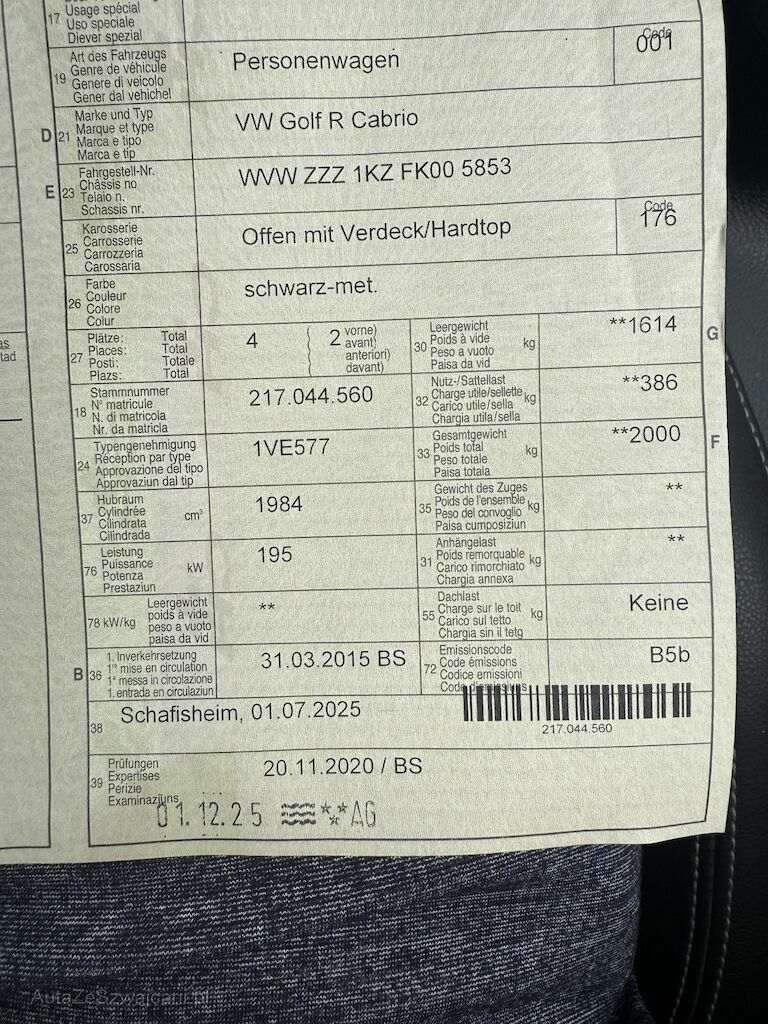 17 Usage spécial
Uso speciale
Diever spezial
19 Art des Fahrzeugs
Genre de véhicule
Genere di veicolo
Gener dal vehichel
Personenwagen
Code
001
D 21 Marke und Typ
Marque et type
Marca e tipo
Marca e tip
VW Golf R Cabrio
E 23 Fahrgestell-Nr.
Châssis no
Telaio n.
Schassis nr.
WVW ZZZ 1KZ FK00 5853
25 Karosserie
Carrosserie
Carrozzeria
Carossaria
Offen mit Verdeck/Hardtop
Code
176
26 Farbe
Couleur
Colore
Colur
schwarz-met.
27 Plätze: Total
Places: Total
Posti: Totale
Plazs: Total
4
( 2 vorne)
avant)
anteriori)
( davant)
30 Leergewicht
Poids à vide
Peso a vuoto
Paisa da vid
kg
**1614
G
18 Stammnummer
N° matricule
N. di matricola
Nr. da matricla
217.044.560
32 Nutz-/Sattellast
Charge utile/sellette
Carico utile/sella
Chargia utila/sella
kg
**386
24 Typengenehmigung
Réception par type
Approvazione del tipo
Approvaziun dal tip
1VE577
33 Gesamtgewicht
Poids total
Peso totale
Paisa totala
kg
**2000
F
37 Hubraum
Cylindrée
Cilindrata
Cilindrada
cm³
1984
35 Gewicht des Zuges
Poids de l'ensemble
Peso del convoglio
Paisa cumposiziun
kg
**
76 Leistung
Puissance
Potenza
Prestaziun
kW
195
31 Anhängelast
Poids remorquable
Carico rimorchiato
Chargia annexa
kg
**
78 kW/kg Leergewicht
poids à vide
peso a vuoto
paisa da vid
**
55 Dachlast
Charge sur le toit
Carico sul tetto
Chargia sin il tetg
kg
Keine
B 36 1. Inverkehrsetzung
1re mise en circulation
1a messa in circolazione
1. entrada en circulaziun
31.03.2015 BS
72 Emissionscode
Code émissions
Codice emissioni
Code d'emissiuns
B5b
38 Schafisheim, 01.07.2025
217.044.560
39 Prüfungen
Expertises
Perizie
Examinaziuns
20.11.2020 / BS
01.12.25 *** AG
AutaZeSzwajcarii.pl